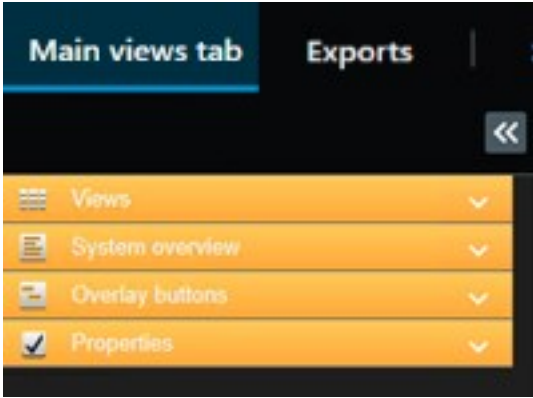 Main views tab Exports
Views
System overview
Overlay buttons
Properties